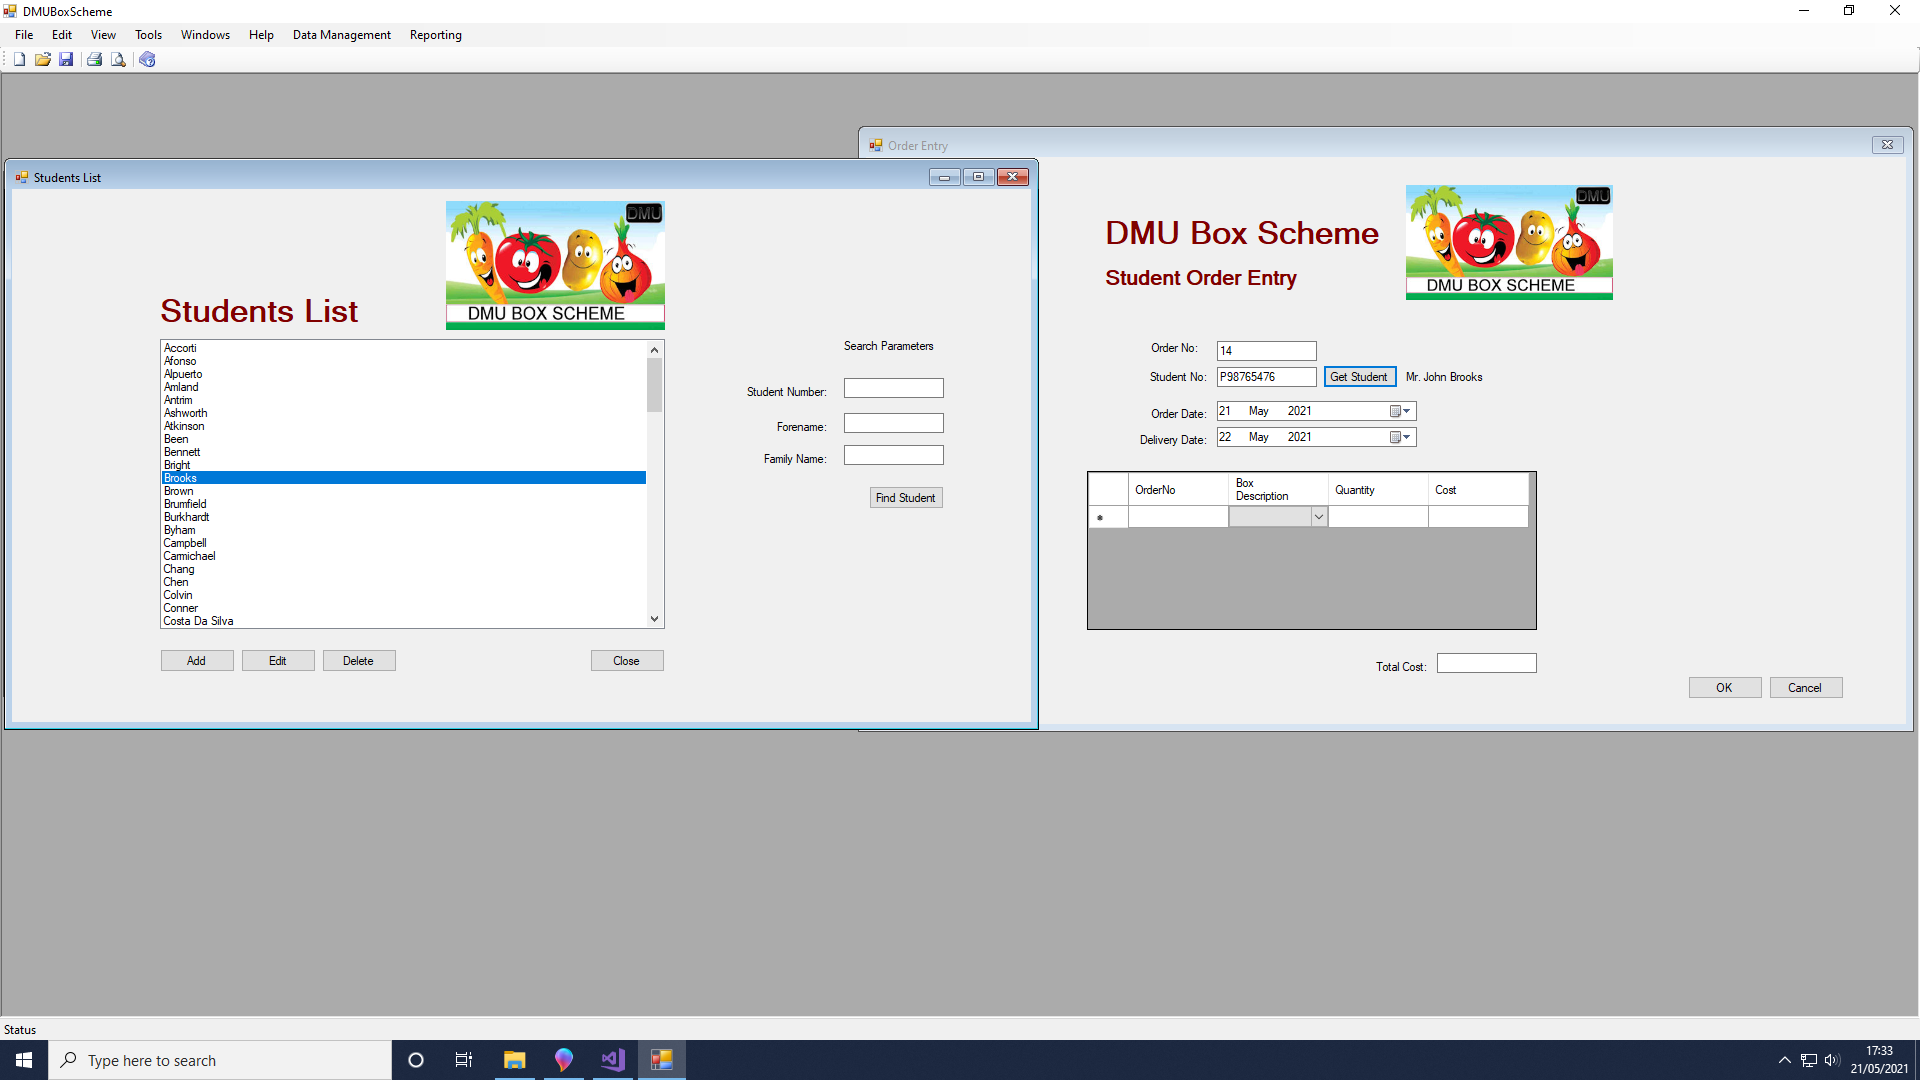 DMUBoxScheme
File Edit View Tools Windows Help Data Management Reporting
Students List
DMU
DMU BOX SCHEME
Students List
Accorti
Afonso
Alpuerto
Amland
Antrim
Ashworth
Atkinson
Been
Bennett
Bright
Brooks
Brown
Brumfield
Burkhardt
Byham
Campbell
Carmichael
Chang
Chen
Colvin
Conner
Costa Da Silva
Search Parameters
Student Number:
Forename:
Family Name:
Find Student
Add Edit Delete Close
Order Entry
DMU Box Scheme
Student Order Entry
DMU
DMU BOX SCHEME
Order No: 14
Student No: P98765476 Get Student Mr. John Brooks
Order Date: 21 May 2021
Delivery Date: 22 May 2021
OrderNo Box Description Quantity Cost
Total Cost:
OK Cancel
Status
Type here to search
17:33
21/05/2021